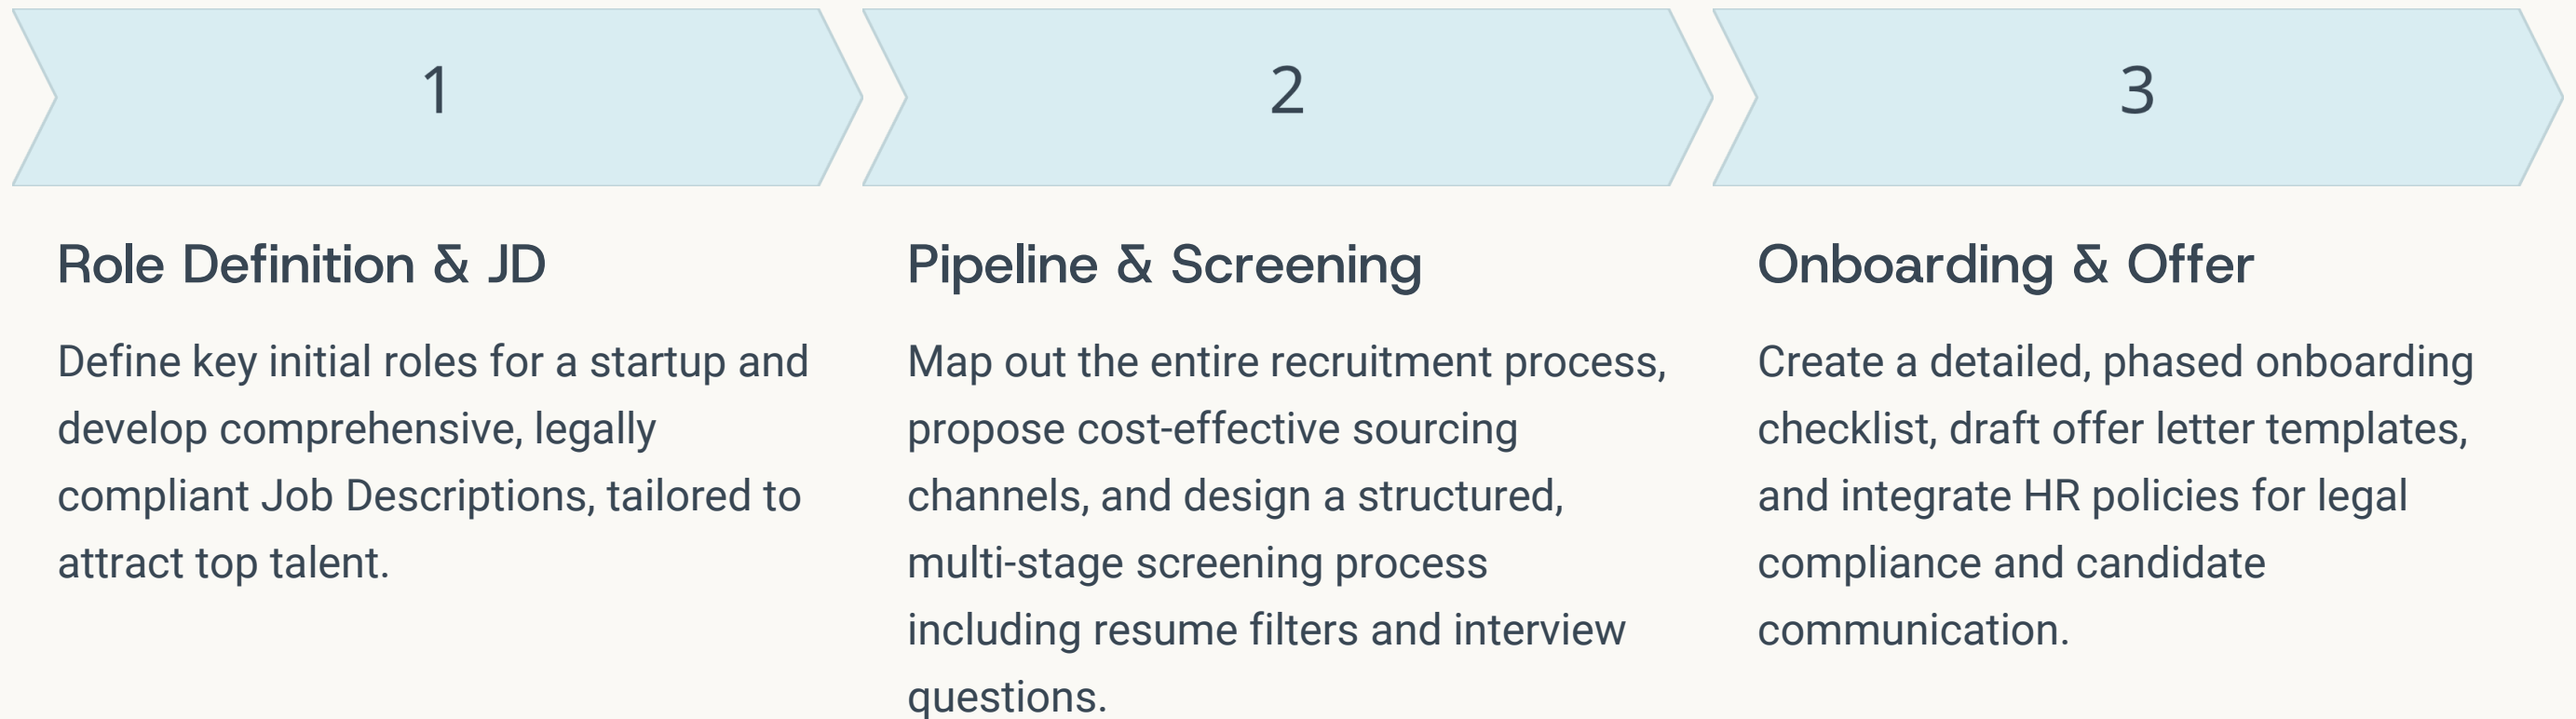 1
2
3
Role Definition & JD
Define key initial roles for a startup and
develop comprehensive, legally
compliant Job Descriptions, tailored to
attract top talent.
Pipeline & Screening
Map out the entire recruitment process,
propose cost-effective sourcing
channels, and design a structured,
multi-stage screening process
including resume filters and interview
questions.
Onboarding & Offer
Create a detailed, phased onboarding
checklist, draft offer letter templates,
and integrate HR policies for legal
compliance and candidate
communication.